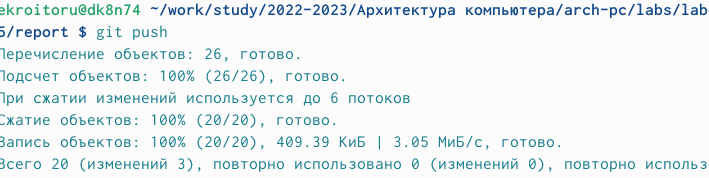 ekroitoru@dk8n74 ~/work/study/2022-2023/Архитектура компьютера/arch-pc/labs/lab
5/report $ git push
Перечисление объектов: 26, готово.
Подсчет объектов: 100% (26/26), готово.
При сжатии изменений используется до 6 потоков
Сжатие объектов: 100% (20/20), готово.
Запись объектов: 100% (20/20), 409.39 КиБ | 3.05 МиБ/с, готово.
Всего 20 (изменений 3), повторно использовано 0 (изменений 0), повторно использ